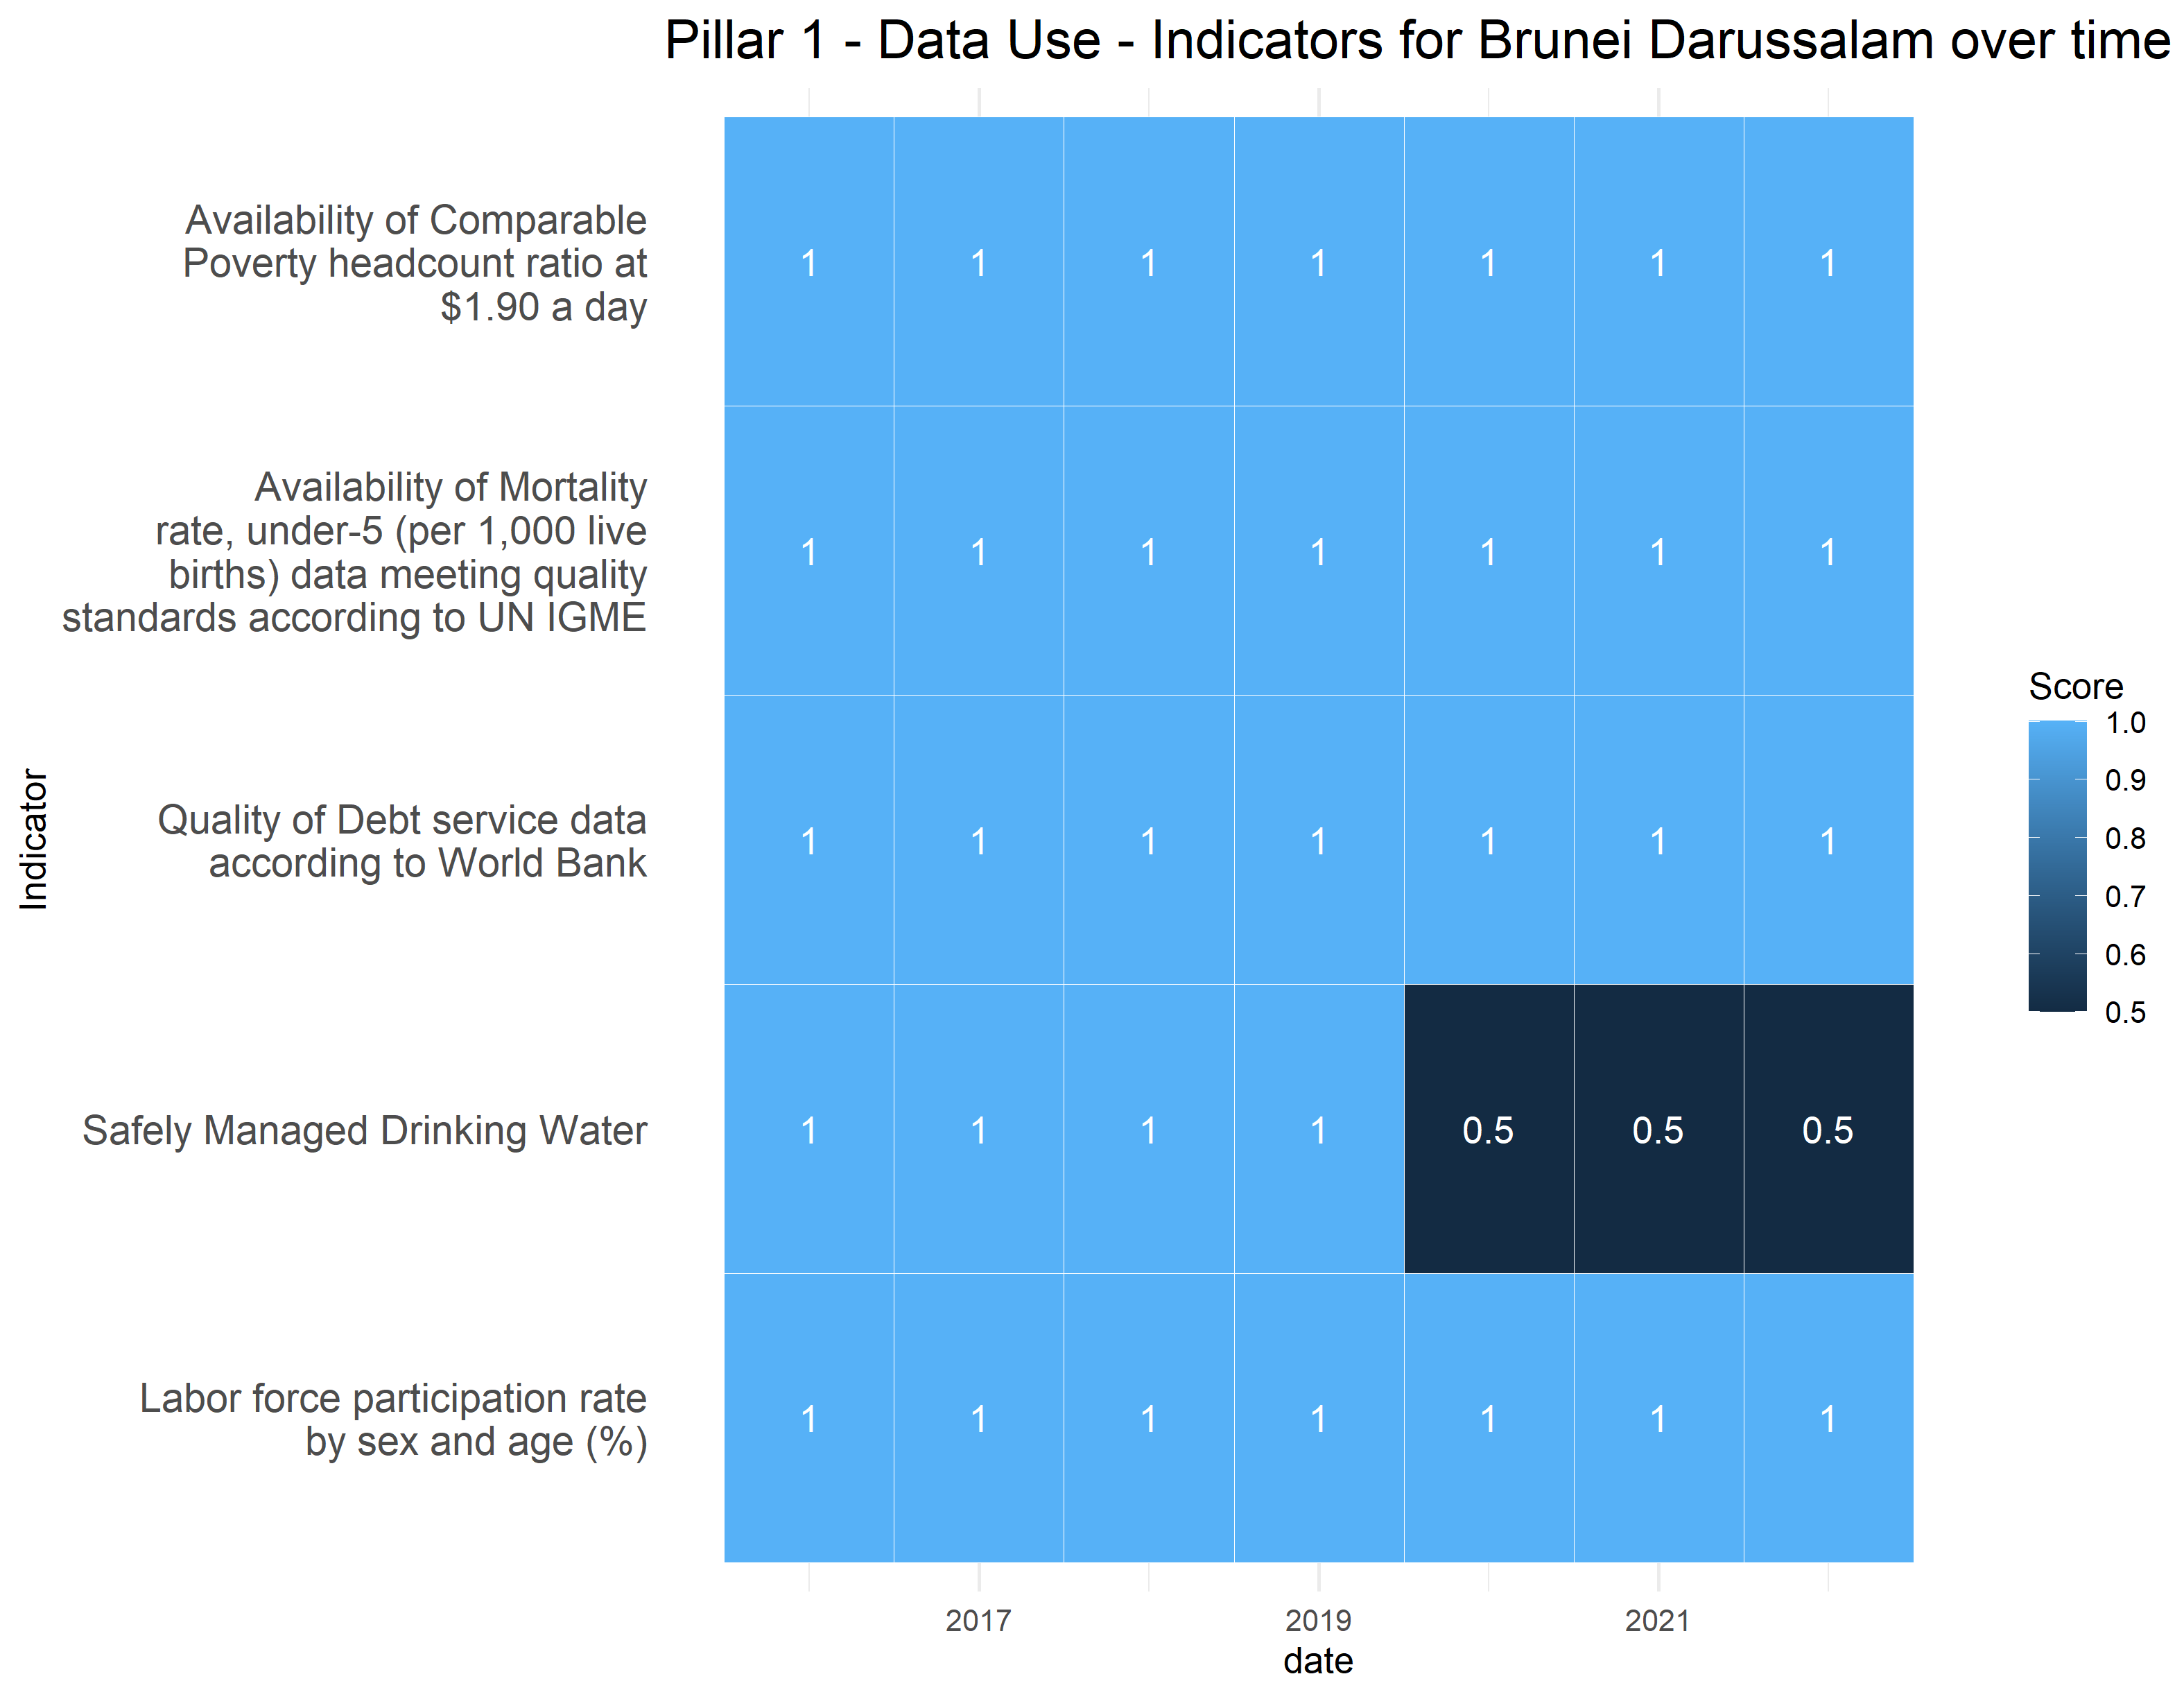 Pillar 1 - Data Use - Indicators for Brunei Darussalam over time
Indicator
Availability of Comparable
Poverty headcount ratio at
$1.90 a day
1 1 1 1 1 1 1
Availability of Mortality
rate, under-5 (per 1,000 live
births) data meeting quality
standards according to UN IGME
1 1 1 1 1 1 1
Quality of Debt service data
according to World Bank
1 1 1 1 1 1 1
Safely Managed Drinking Water
1 1 1 1 0.5 0.5 0.5
Labor force participation rate
by sex and age (%)
1 1 1 1 1 1 1
2017 2019 2021
date
Score
1.0
0.9
0.8
0.7
0.6
0.5